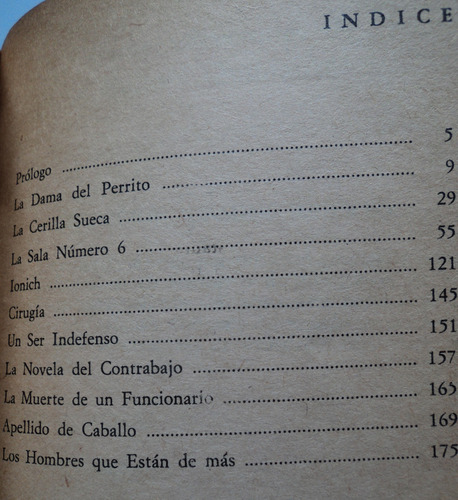 INDICE
Prólogo ........ 5
La Dama del Perrito ........ 9
La Cerilla Sueca ........ 29
La Sala Número 6 ........ 55
Ionich ........ 121
Cirugía ........ 145
Un Ser Indefenso ........ 151
La Novela del Contrabajo ........ 157
La Muerte de un Funcionario ........ 165
Apellido de Caballo ........ 169
Los Hombres que Están de más ........ 175